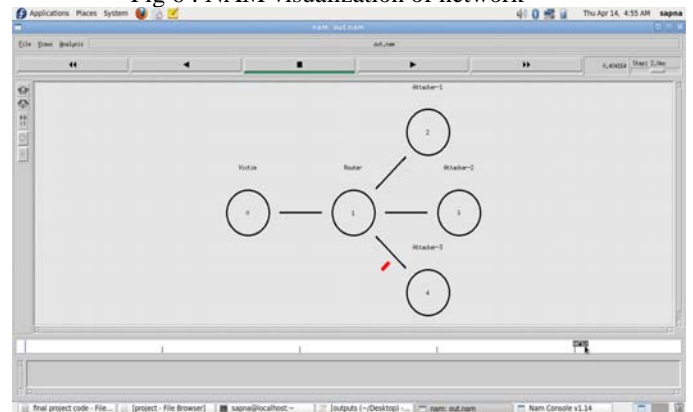 Fig 6 : NAM visualization of network
Applications Places System Thu Apr 14, 4:55 AM sapna
nam: out.nam
File Views Analysis out.nam
Attacker-1
2
Victim Router Attacker-2
0 1 3
Attacker-3
4
final project code - File... [project - File Browser] sapna@localhost:~ [outputs (~/Desktop) -... nam: out.nam Nam Console v1.14